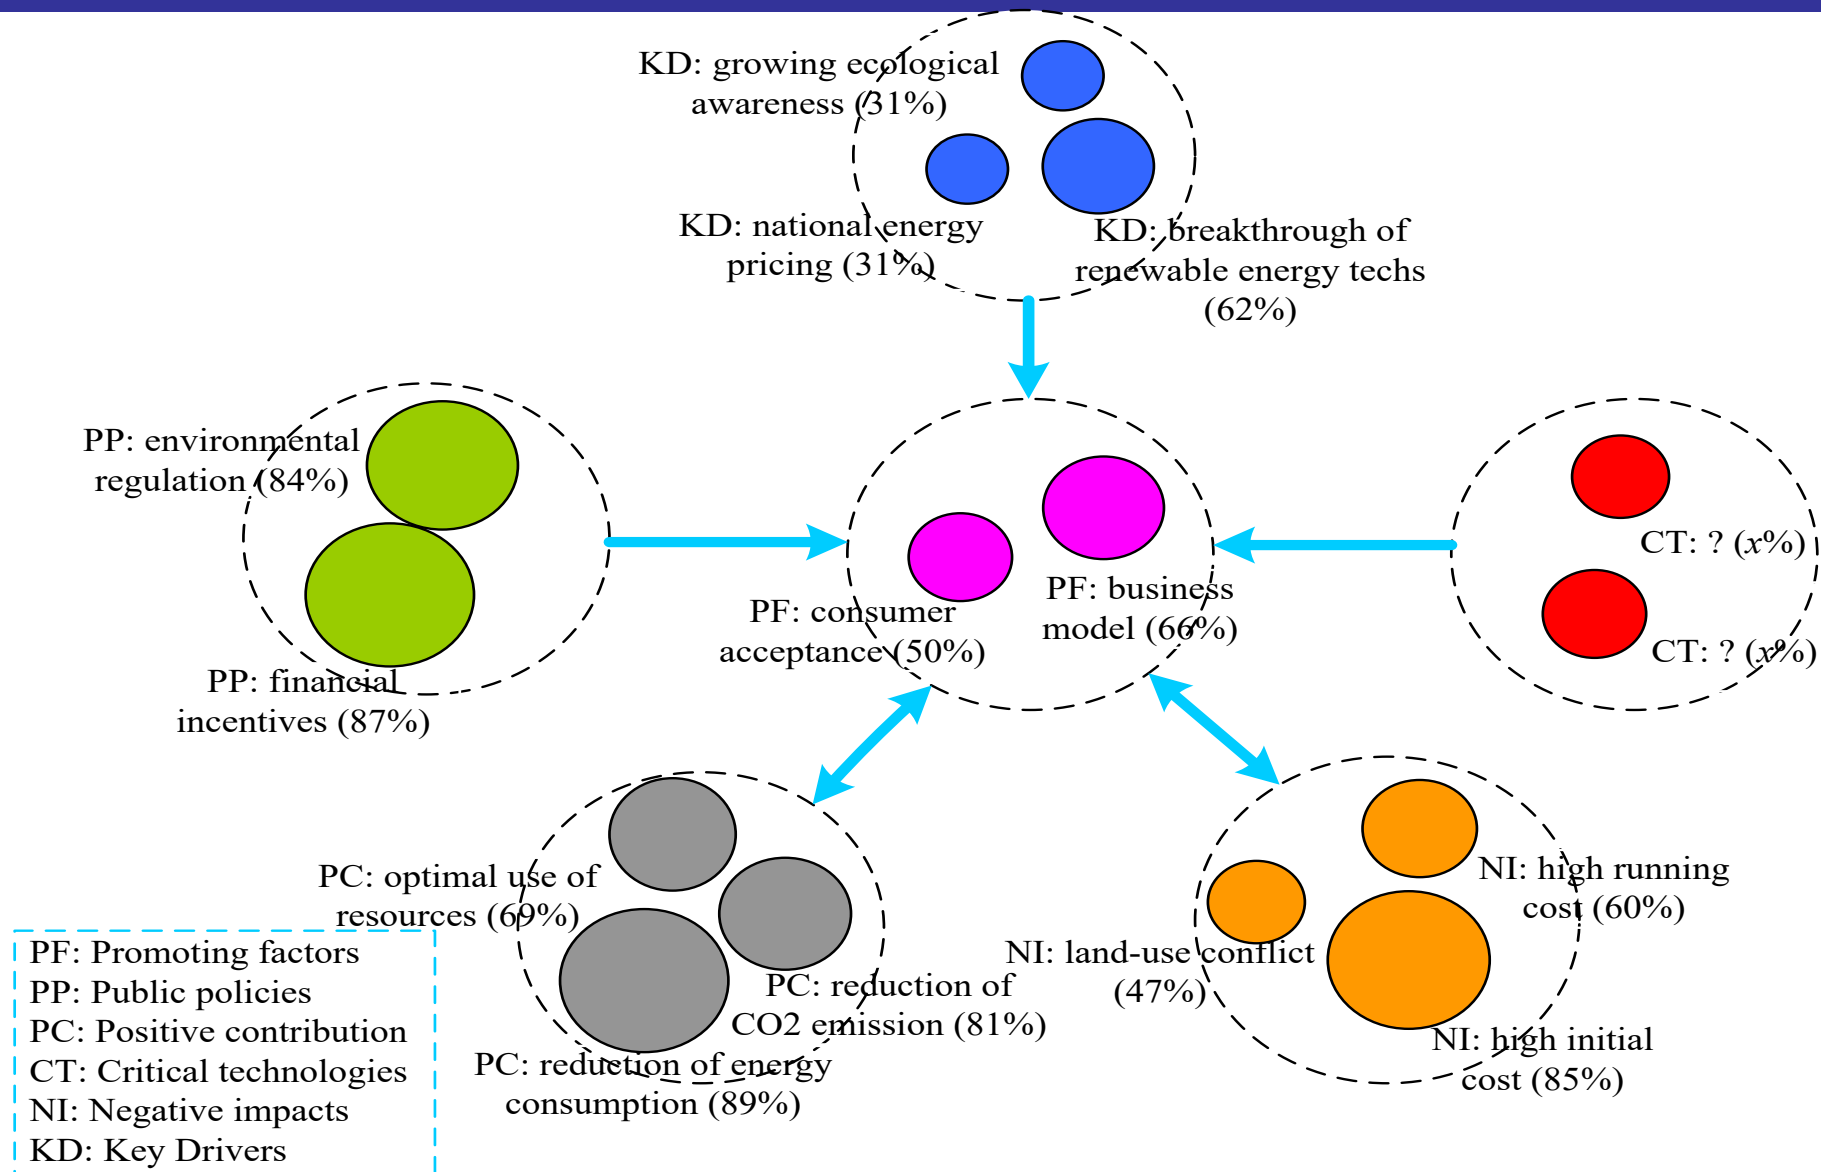 KD: growing ecological
awareness (31%)
KD: national energy
pricing (31%)
KD: breakthrough of
renewable energy techs
(62%)
PP: environmental
regulation (84%)
PP: financial
incentives (87%)
PF: consumer
acceptance (50%)
PF: business
model (66%)
CT: ? (x%)
CT: ? (x%)
PC: optimal use of
resources (69%)
PC: reduction of
CO2 emission (81%)
PC: reduction of energy
consumption (89%)
NI: high running
cost (60%)
NI: land-use conflict
(47%)
NI: high initial
cost (85%)
PF: Promoting factors
PP: Public policies
PC: Positive contribution
CT: Critical technologies
NI: Negative impacts
KD: Key Drivers